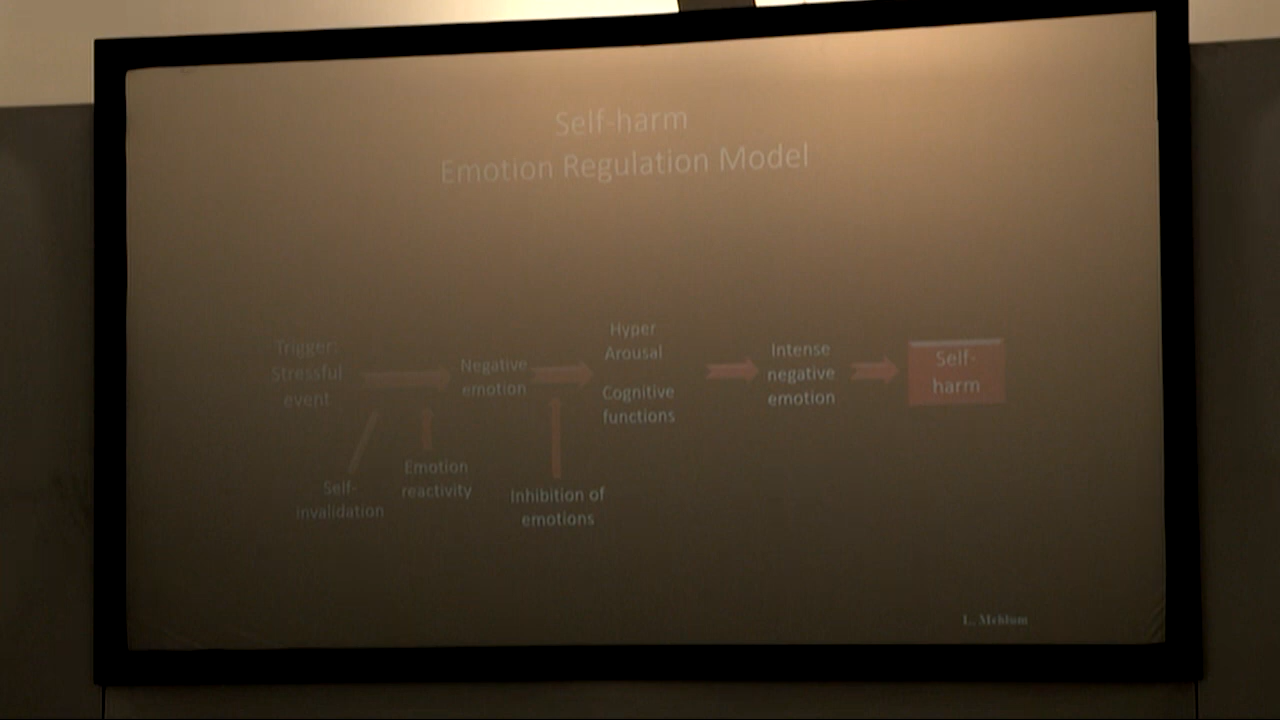 Self-harm
Emotion Regulation Model
Trigger:
Stressful
event
Negative
emotion
Hyper
Arousal
Cognitive
functions
Intense
negative
emotion
Self-
harm
Self-
invalidation
Emotion
reactivity
Inhibition of
emotions
L. Mehlum